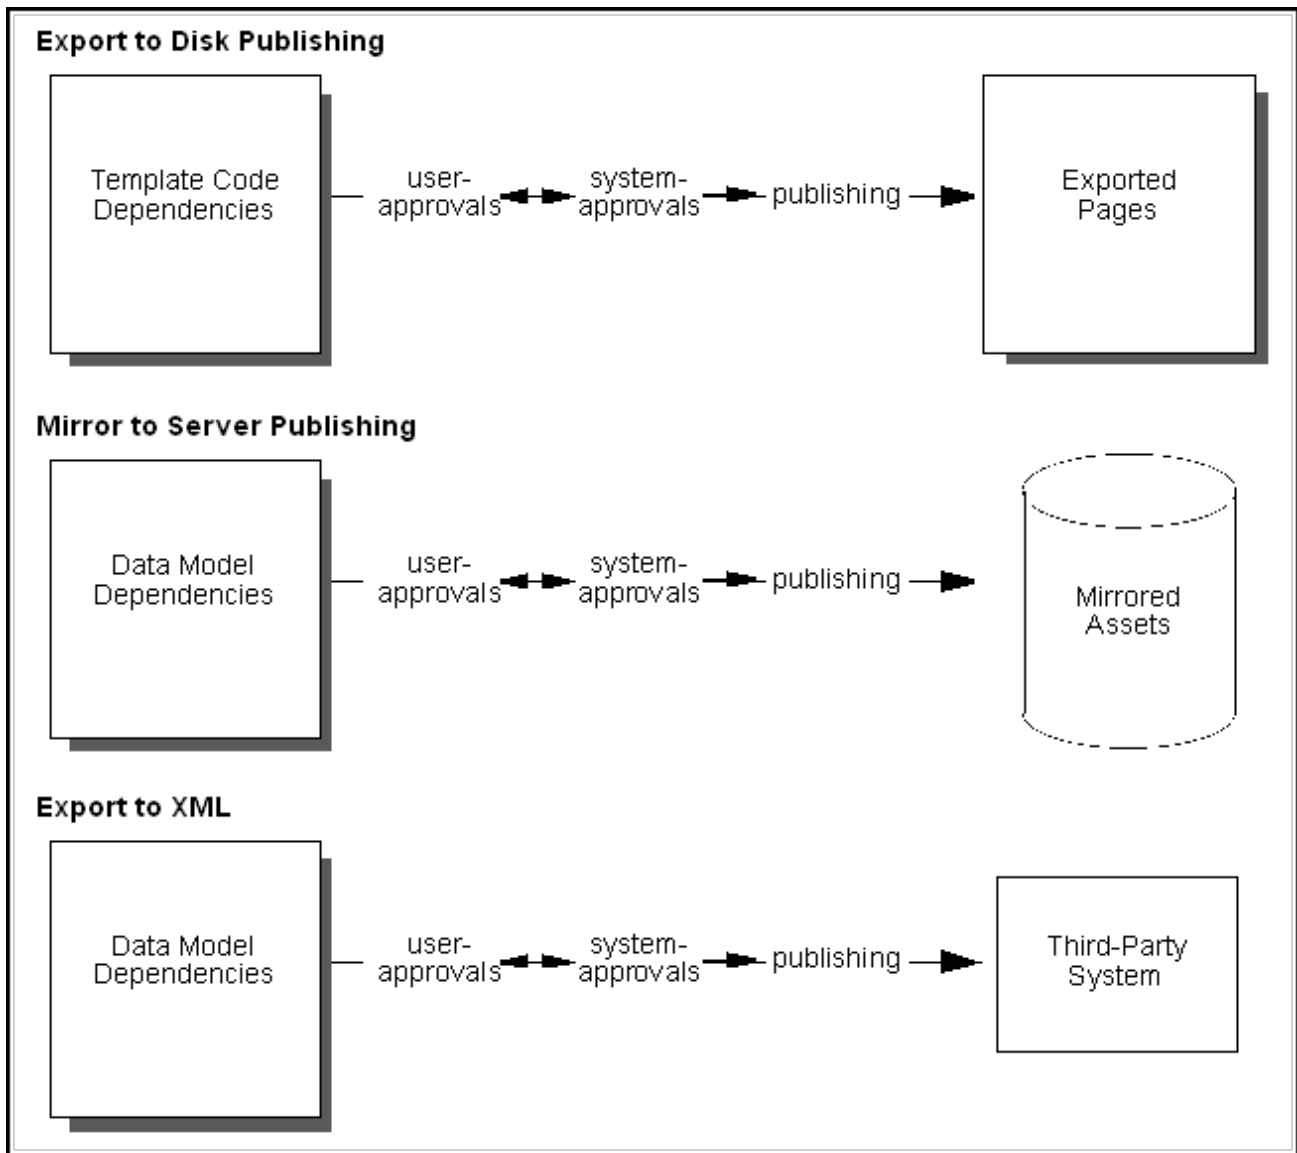 Export to Disk Publishing
Template Code
Dependencies
user-
approvals
system-
approvals
publishing
Exported
Pages
Mirror to Server Publishing
Data Model
Dependencies
user-
approvals
system-
approvals
publishing
Mirrored
Assets
Export to XML
Data Model
Dependencies
user-
approvals
system-
approvals
publishing
Third-Party
System